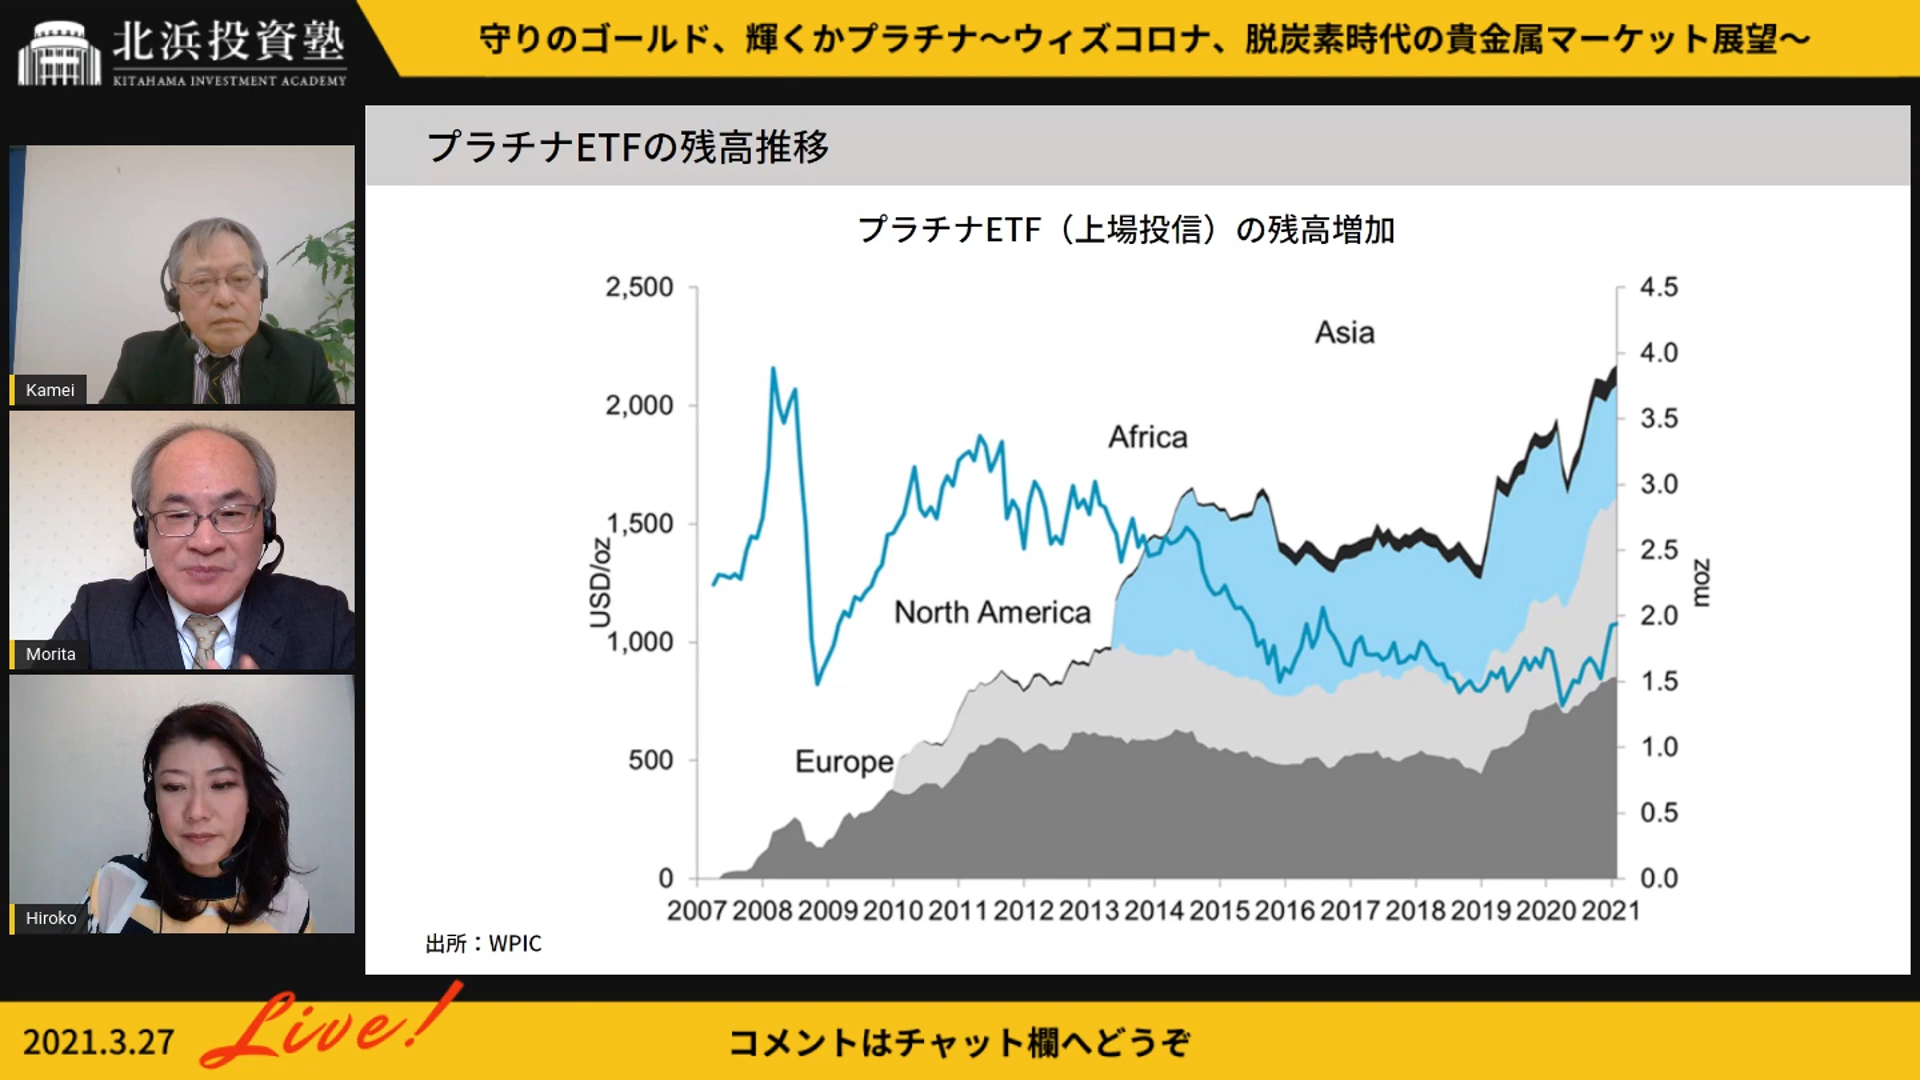 北浜投資塾
KITAHAMA INVESTMENT ACADEMY
守りのゴールド、輝くかプラチナ～ウィズコロナ、脱炭素時代の貴金属マーケット展望～
Kamei
Morita
Hiroko
プラチナETFの残高推移
プラチナETF（上場投信）の残高増加
2,500
2,000
1,500
1,000
500
0
USD/oz
4.5
4.0
3.5
3.0
2.5
2.0
1.5
1.0
0.5
0.0
moz
Asia
Africa
North America
Europe
2007 2008 2009 2010 2011 2012 2013 2014 2015 2016 2017 2018 2019 2020 2021
出所：WPIC
2021.3.27
Live!
コメントはチャット欄へどうぞ